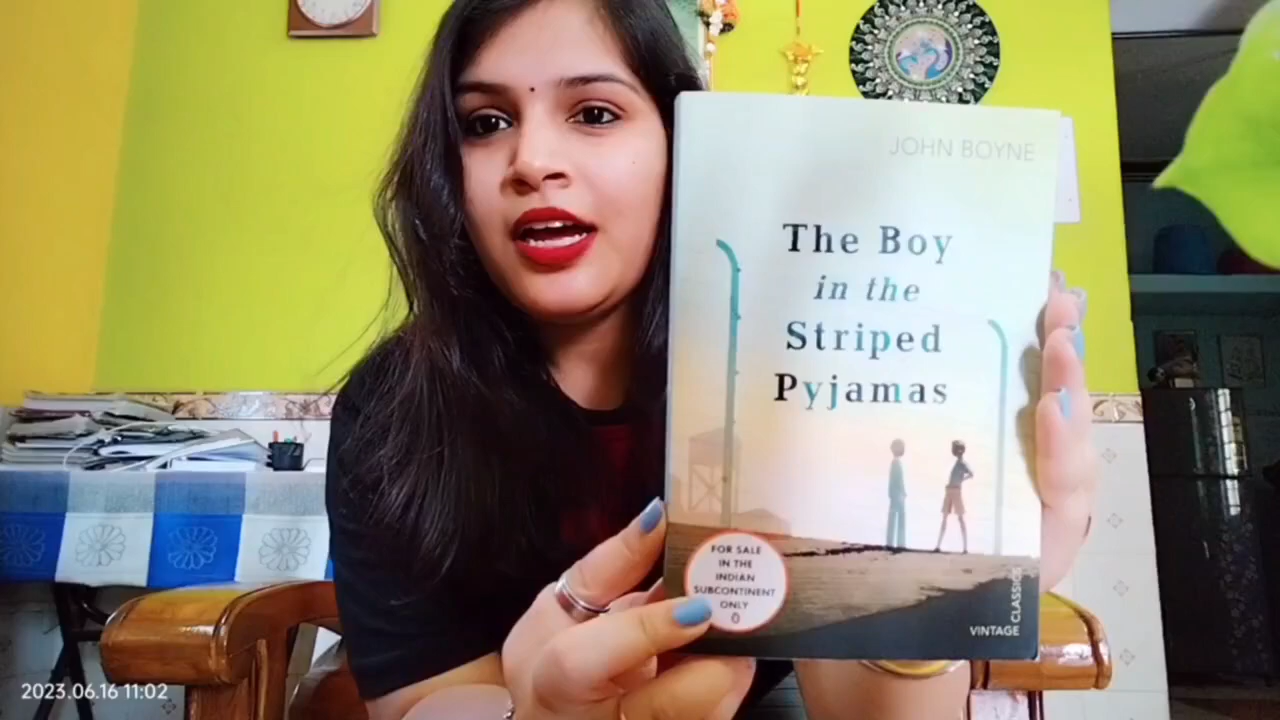 JOHN BOYNE
The Boy
in the
Striped
Pyjamas
FOR SALE
IN THE
INDIAN
SUBCONTINENT
ONLY
VINTAGE CLASSICS
2023.06.16 11:02